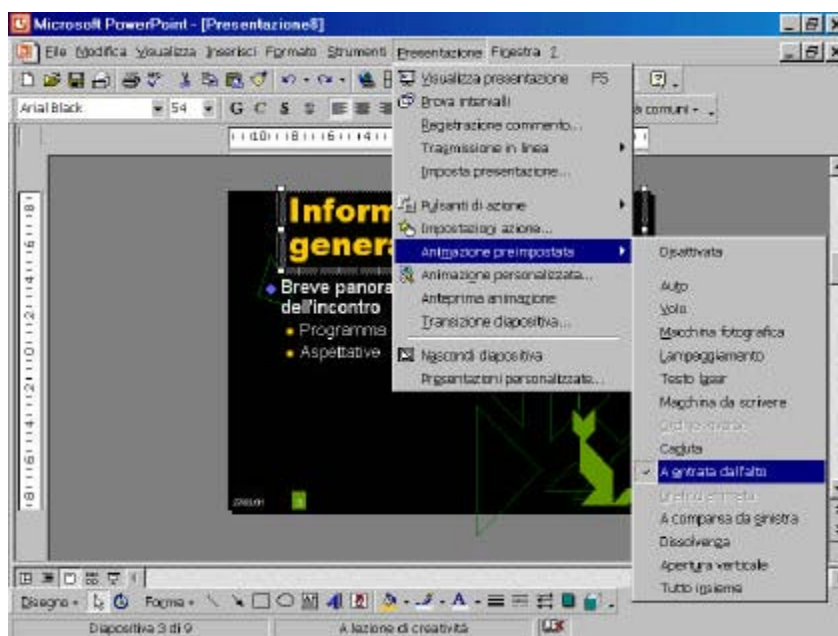 Microsoft PowerPoint - [Presentazione8]
File Modifica Visualizza Inserisci Formato Strumenti Presentazione Finestra ?
Arial Black 54 G C S S
a comuni
Visualizza presentazione F5
Prova intervalli
Registrazione commento...
Trasmissione in linea
Imposta presentazione...
Pulsanti di azione
Impostazioni azione...
Animazione preimpostata
Animazione personalizzata...
Anteprima animazione
Transizione diapositiva...
Nascondi diapositiva
Presentazioni personalizzate...
Disattivata
Auto
Volo
Macchina fotografica
Lampeggiamento
Testo laser
Macchina da scrivere
Caduta
A entrata dall'alto
A comparsa da sinistra
Dissolvenza
Apertura verticale
Tutto insieme
Inform
gener
Breve panora
dell'incontro
Programma
Aspettative
Disegno Forme
Diapositiva 3 di 9 A lezione di creatività